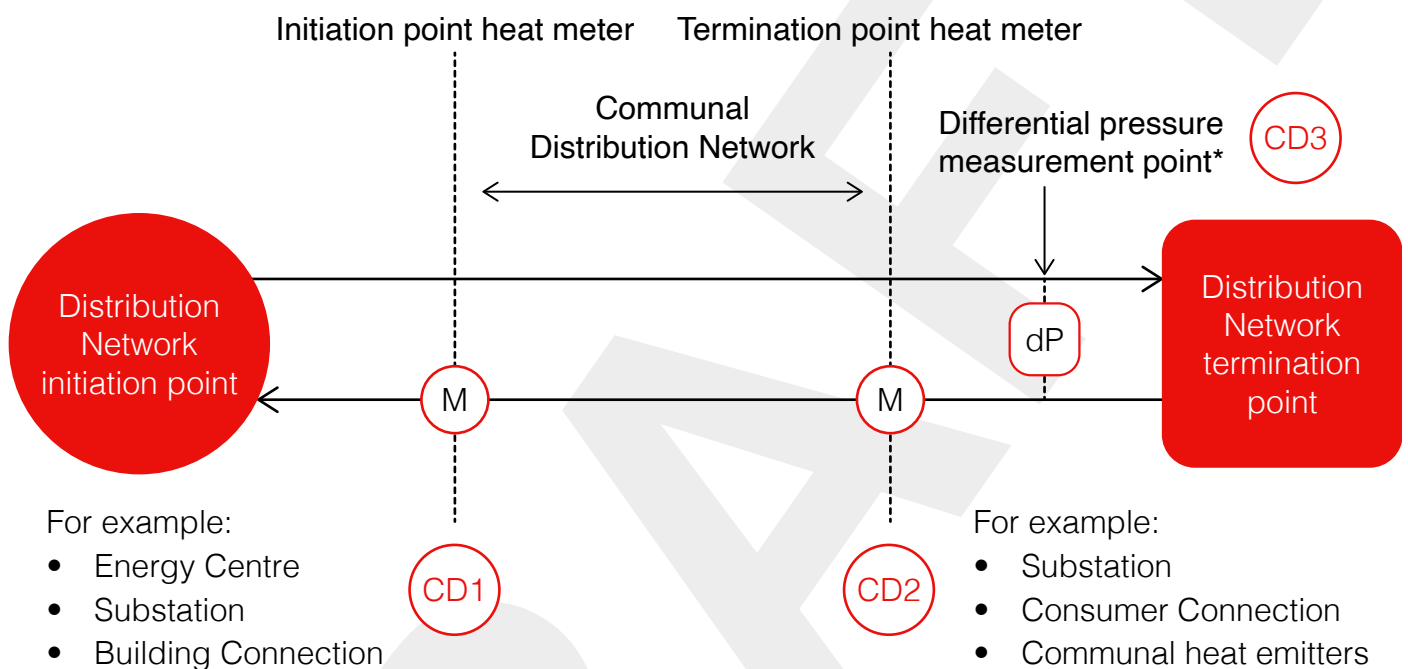 Initiation point heat meter
Termination point heat meter
Communal
Distribution Network
Differential pressure
measurement point*
CD3
Distribution
Network
initiation point
dP
M
M
Distribution
Network
termination
point
For example:
• Energy Centre
• Substation
• Building Connection
CD1
CD2
For example:
• Substation
• Consumer Connection
• Communal heat emitters